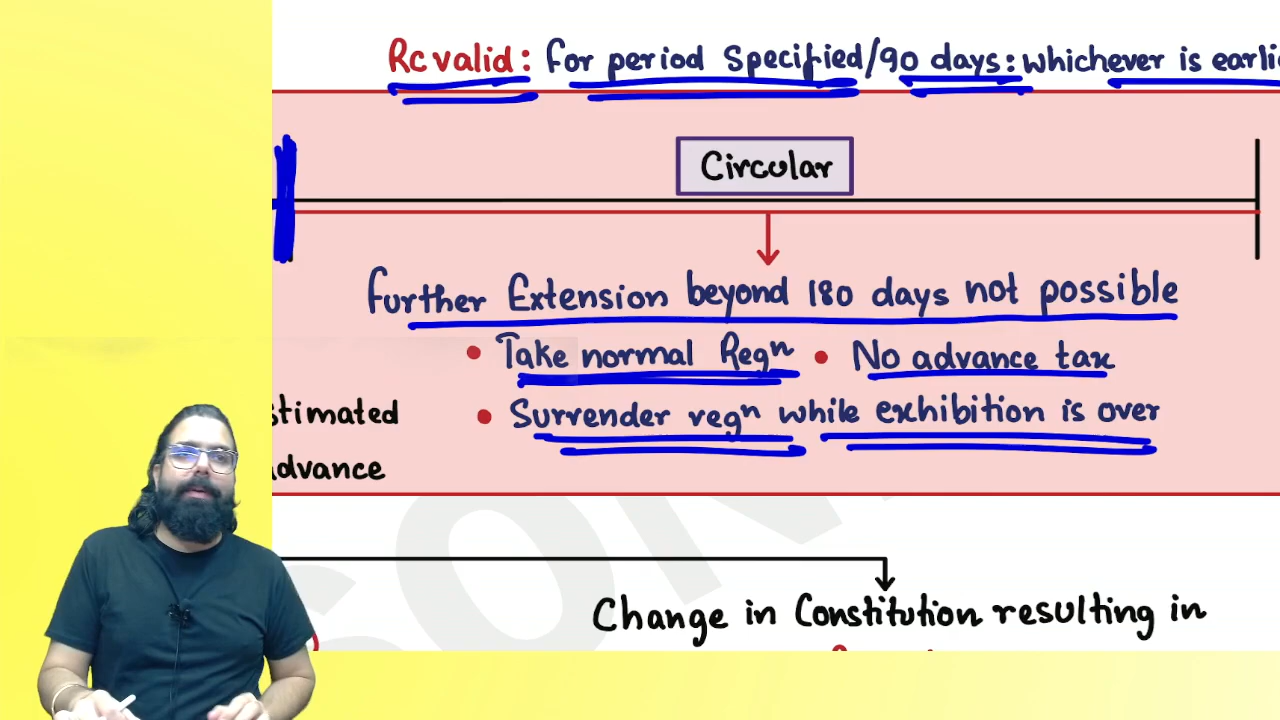 Rc valid: for period Specified/90 days: whichever is earli
Circular
further Extension beyond 180 days not possible
• Take normal Regⁿ • No advance tax
• Surrender regⁿ while exhibition is over
stimated
advance
Change in Constitution resulting in